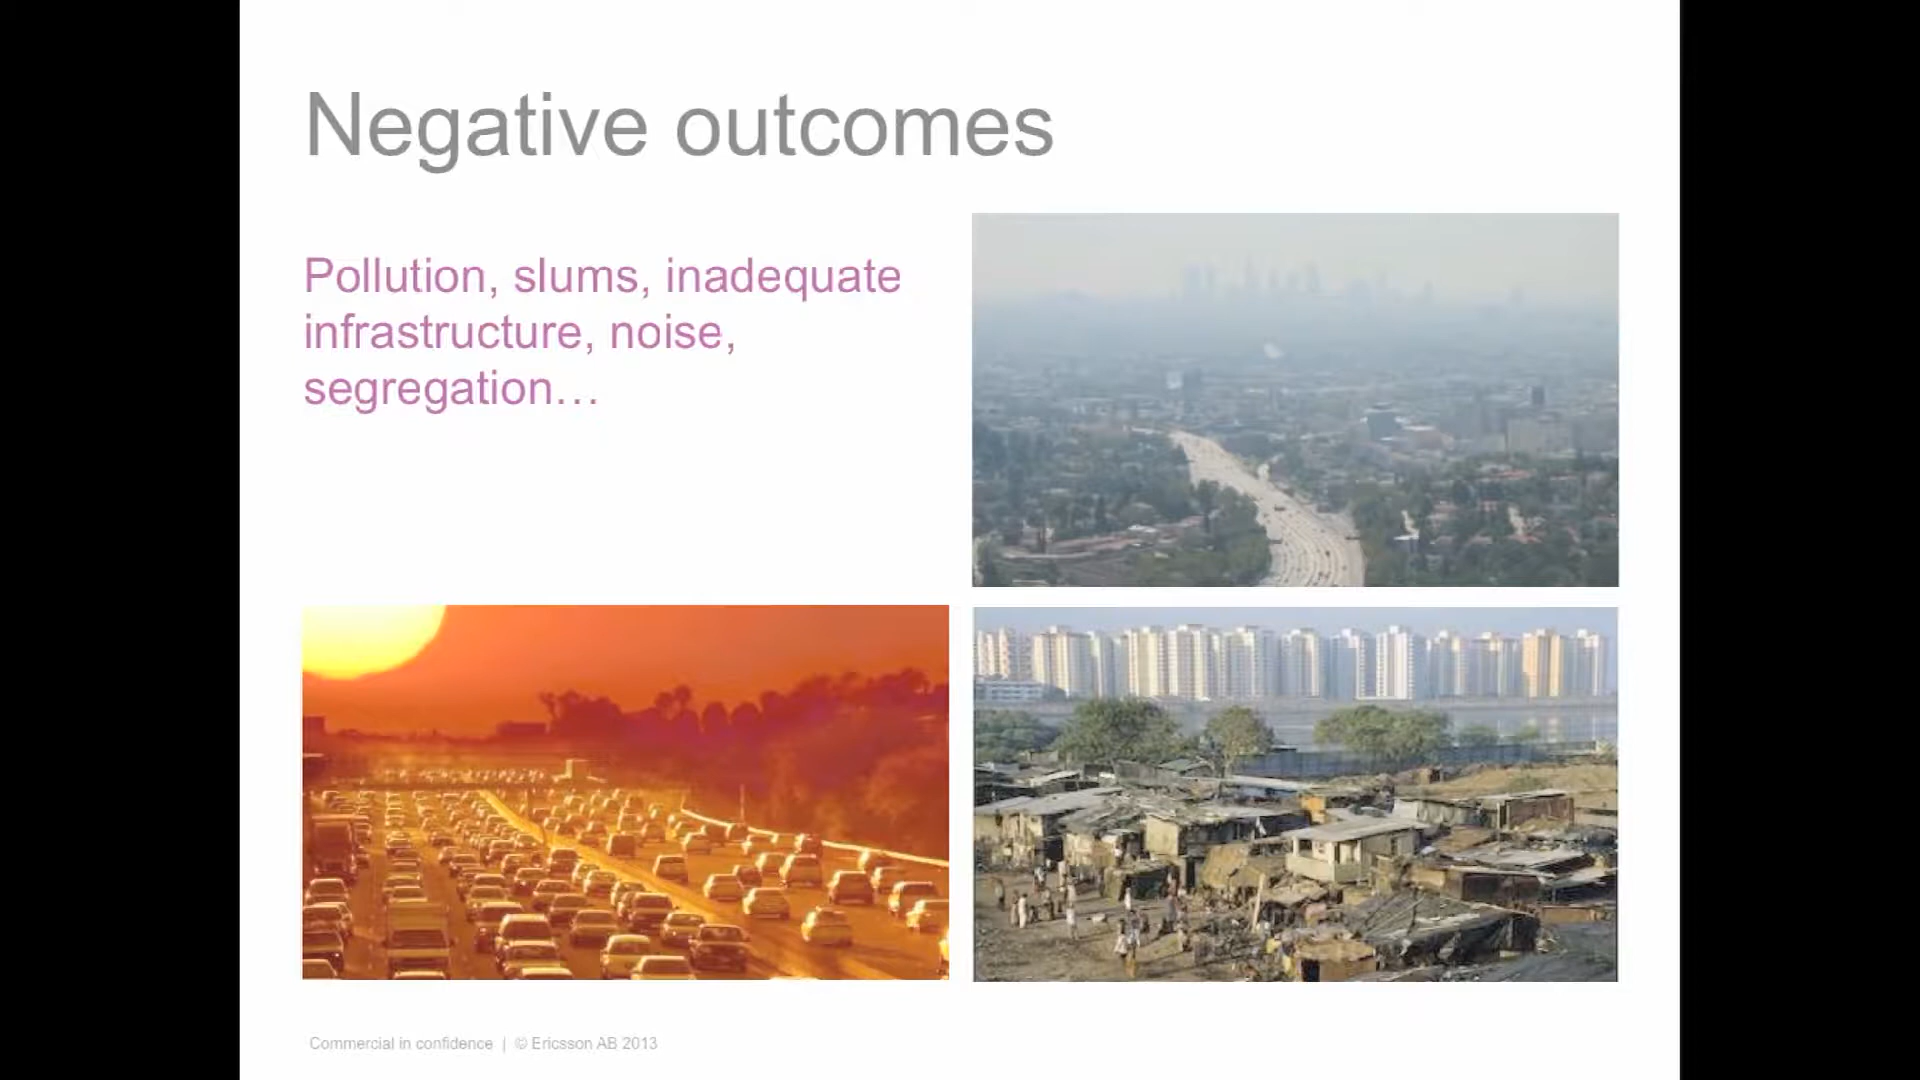 Negative outcomes
Pollution, slums, inadequate
infrastructure, noise,
segregation…
Commercial in confidence | © Ericsson AB 2013